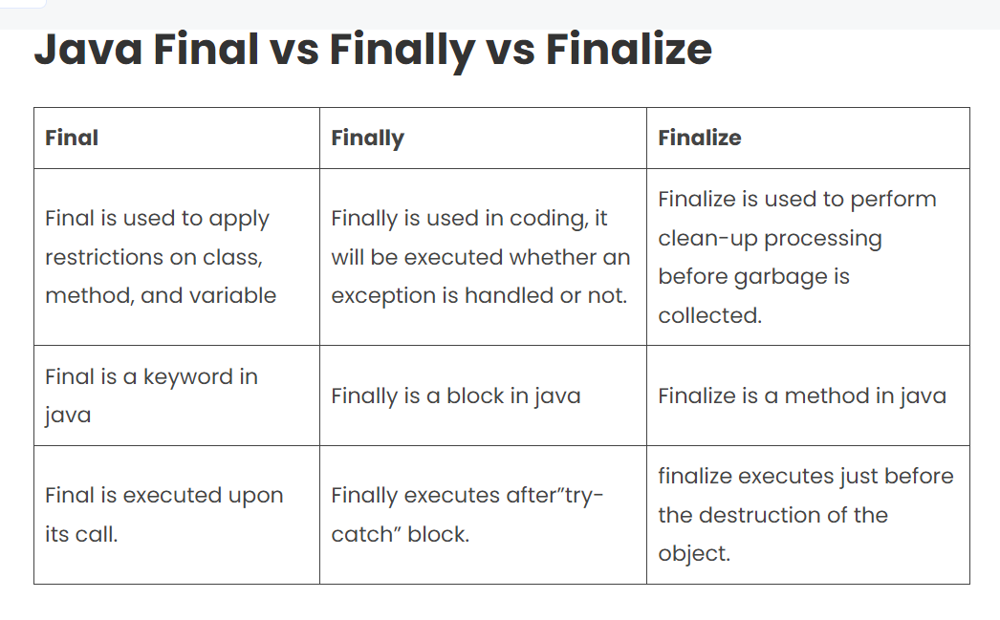 Java Final vs Finally vs Finalize
Final
Finally
Finalize
Final is used to apply
restrictions on class,
method, and variable
Finally is used in coding, it
will be executed whether an
exception is handled or not.
Finalize is used to perform
clean-up processing
before garbage is
collected.
Final is a keyword in
java
Finally is a block in java
Finalize is a method in java
Final is executed upon
its call.
Finally executes after”try-
catch” block.
finalize executes just before
the destruction of the
object.